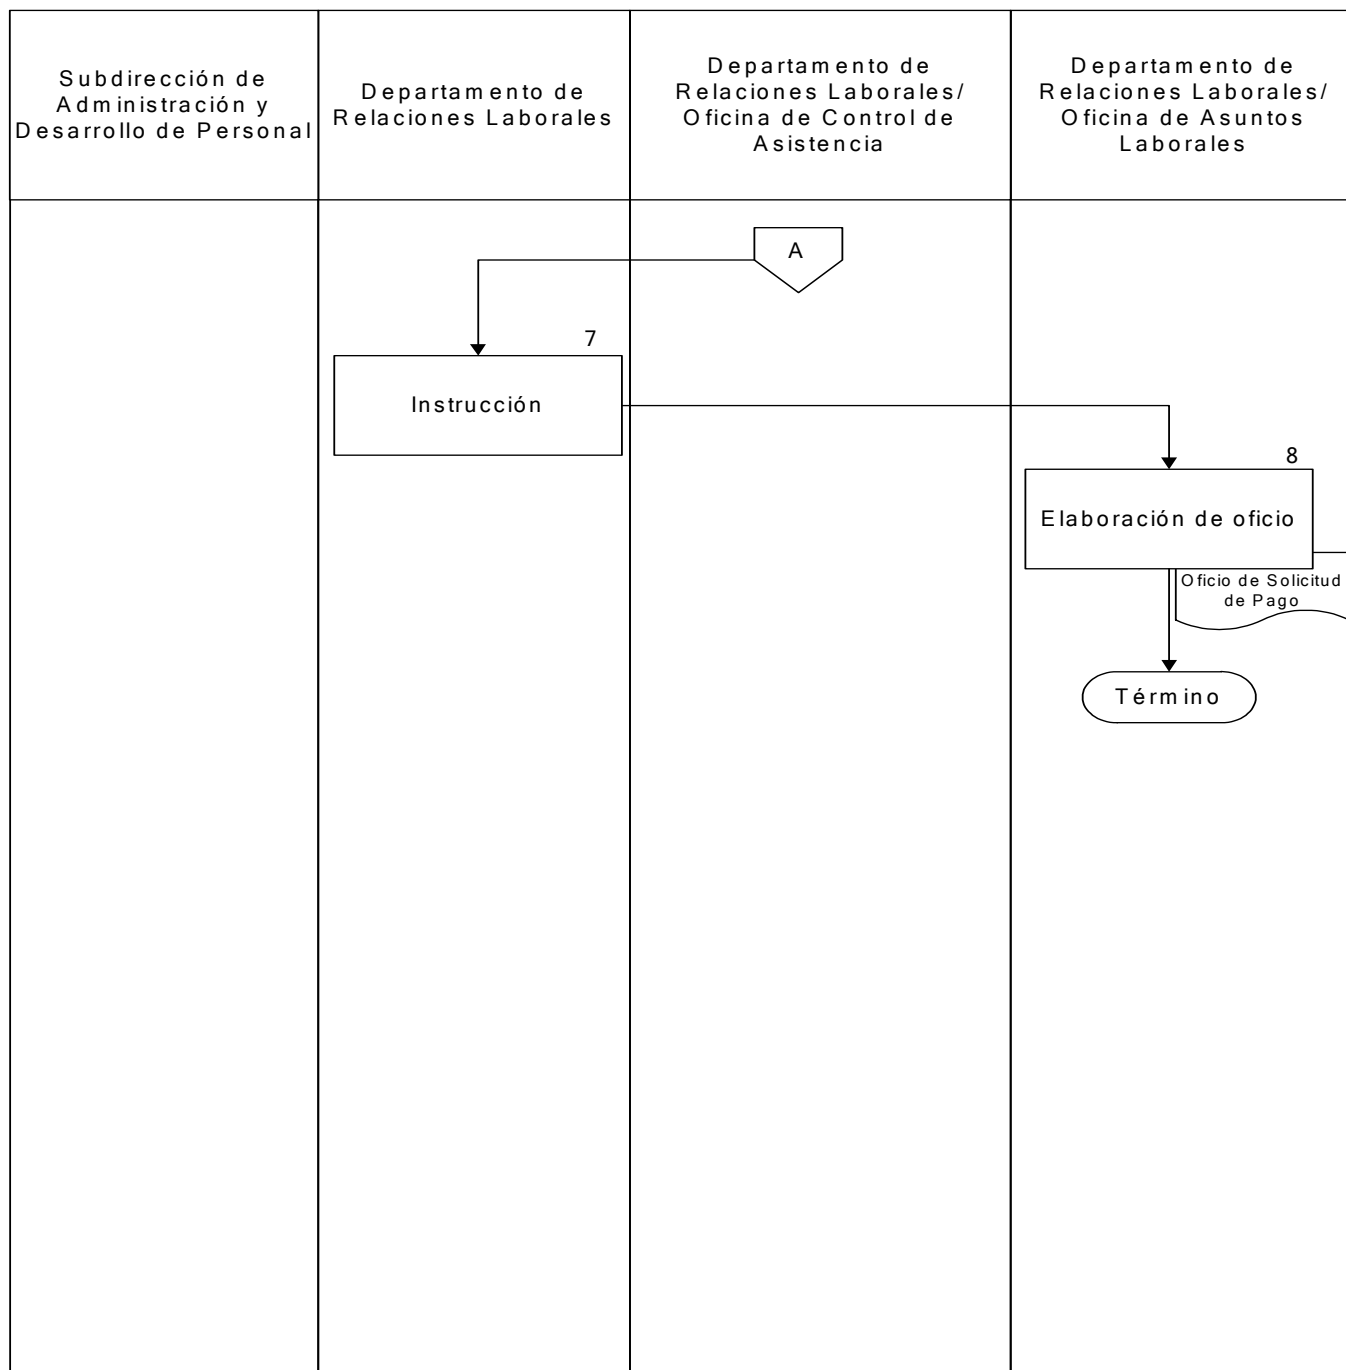 Subdirección de
Administración y
Desarrollo de Personal
Departamento de
Relaciones Laborales
Departamento de
Relaciones Laborales/
Oficina de Control de
Asistencia
Departamento de
Relaciones Laborales/
Oficina de Asuntos
Laborales
A
7
Instrucción
8
Elaboración de oficio
Oficio de Solicitud
de Pago
Término